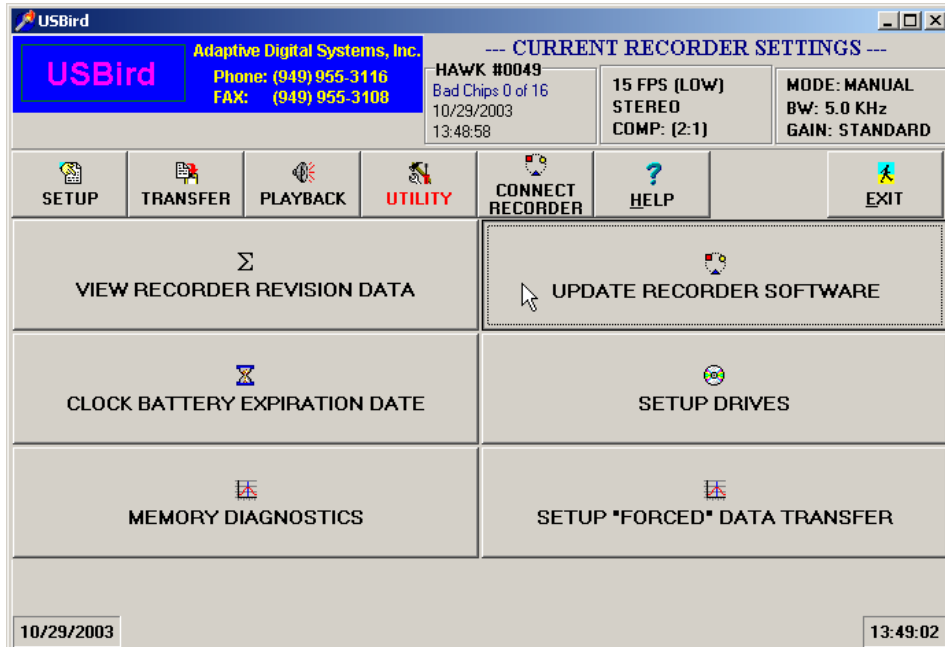 USBird
USBird
Adaptive Digital Systems, Inc.
Phone: (949) 955-3116
FAX: (949) 955-3108
--- CURRENT RECORDER SETTINGS ---
HAWK #0049
Bad Chips 0 of 16
10/29/2003
13:48:58
15 FPS (LOW)
STEREO
COMP: (2:1)
MODE: MANUAL
BW: 5.0 KHz
GAIN: STANDARD
SETUP
TRANSFER
PLAYBACK
UTILITY
CONNECT
RECORDER
HELP
EXIT
Σ
VIEW RECORDER REVISION DATA
UPDATE RECORDER SOFTWARE
CLOCK BATTERY EXPIRATION DATE
SETUP DRIVES
MEMORY DIAGNOSTICS
SETUP "FORCED" DATA TRANSFER
10/29/2003
13:49:02